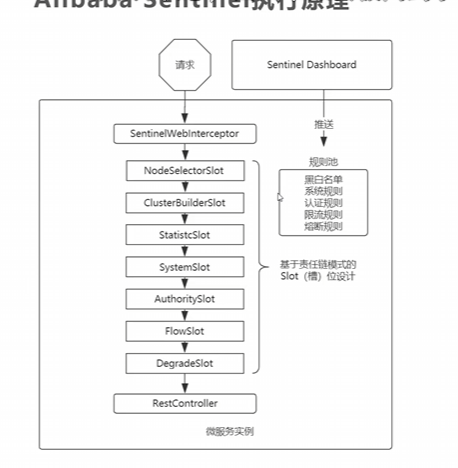 Alibaba Sentinel执行原理
请求
Sentinel Dashboard
推送
SentinelWebInterceptor
规则池
NodeSelectorSlot
黑白名单
系统规则
认证规则
限流规则
熔断规则
ClusterBuilderSlot
StatistcSlot
SystemSlot
基于责任链模式的
Slot（槽）位设计
AuthoritySlot
FlowSlot
DegradeSlot
RestController
微服务实例